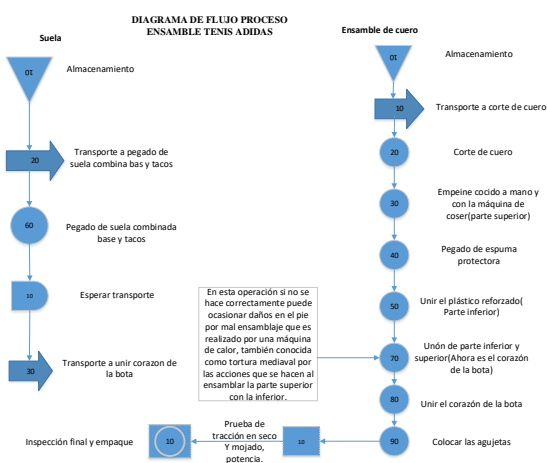 DIAGRAMA DE FLUJO PROCESO
ENSAMBLE TENIS ADIDAS
Suela
10
Almacenamiento
20
Transporte a pegado de
suela combina bas y tacos
60
Pegado de suela combinada
base y tacos
10
Esperar transporte
30
Transporte a unir corazon de
la bota
Ensamble de cuero
10
Almacenamiento
10
Transporte a corte de cuero
20
Corte de cuero
30
Empeine cocido a mano y
con la máquina de
coser(parte superior)
40
Pegado de espuma
protectora
50
Unir el plástico reforzado(
Parte inferior)
En esta operación si no se
hace correctamente puede
ocasionar daños en el pie
por mal ensamblaje que es
realizado por una máquina
de calor, también conocida
como tortura mediaval por
las acciones que se hacen al
ensamblar la parte superior
con la inferior.
70
Unón de parte inferior y
superior(Ahora es el corazón
de la bota)
80
Unir el corazón de la bota
90
Colocar las agujetas
10
Prueba de
tracción en seco
Y mojado,
potencia.
10
Inspección final y empaque